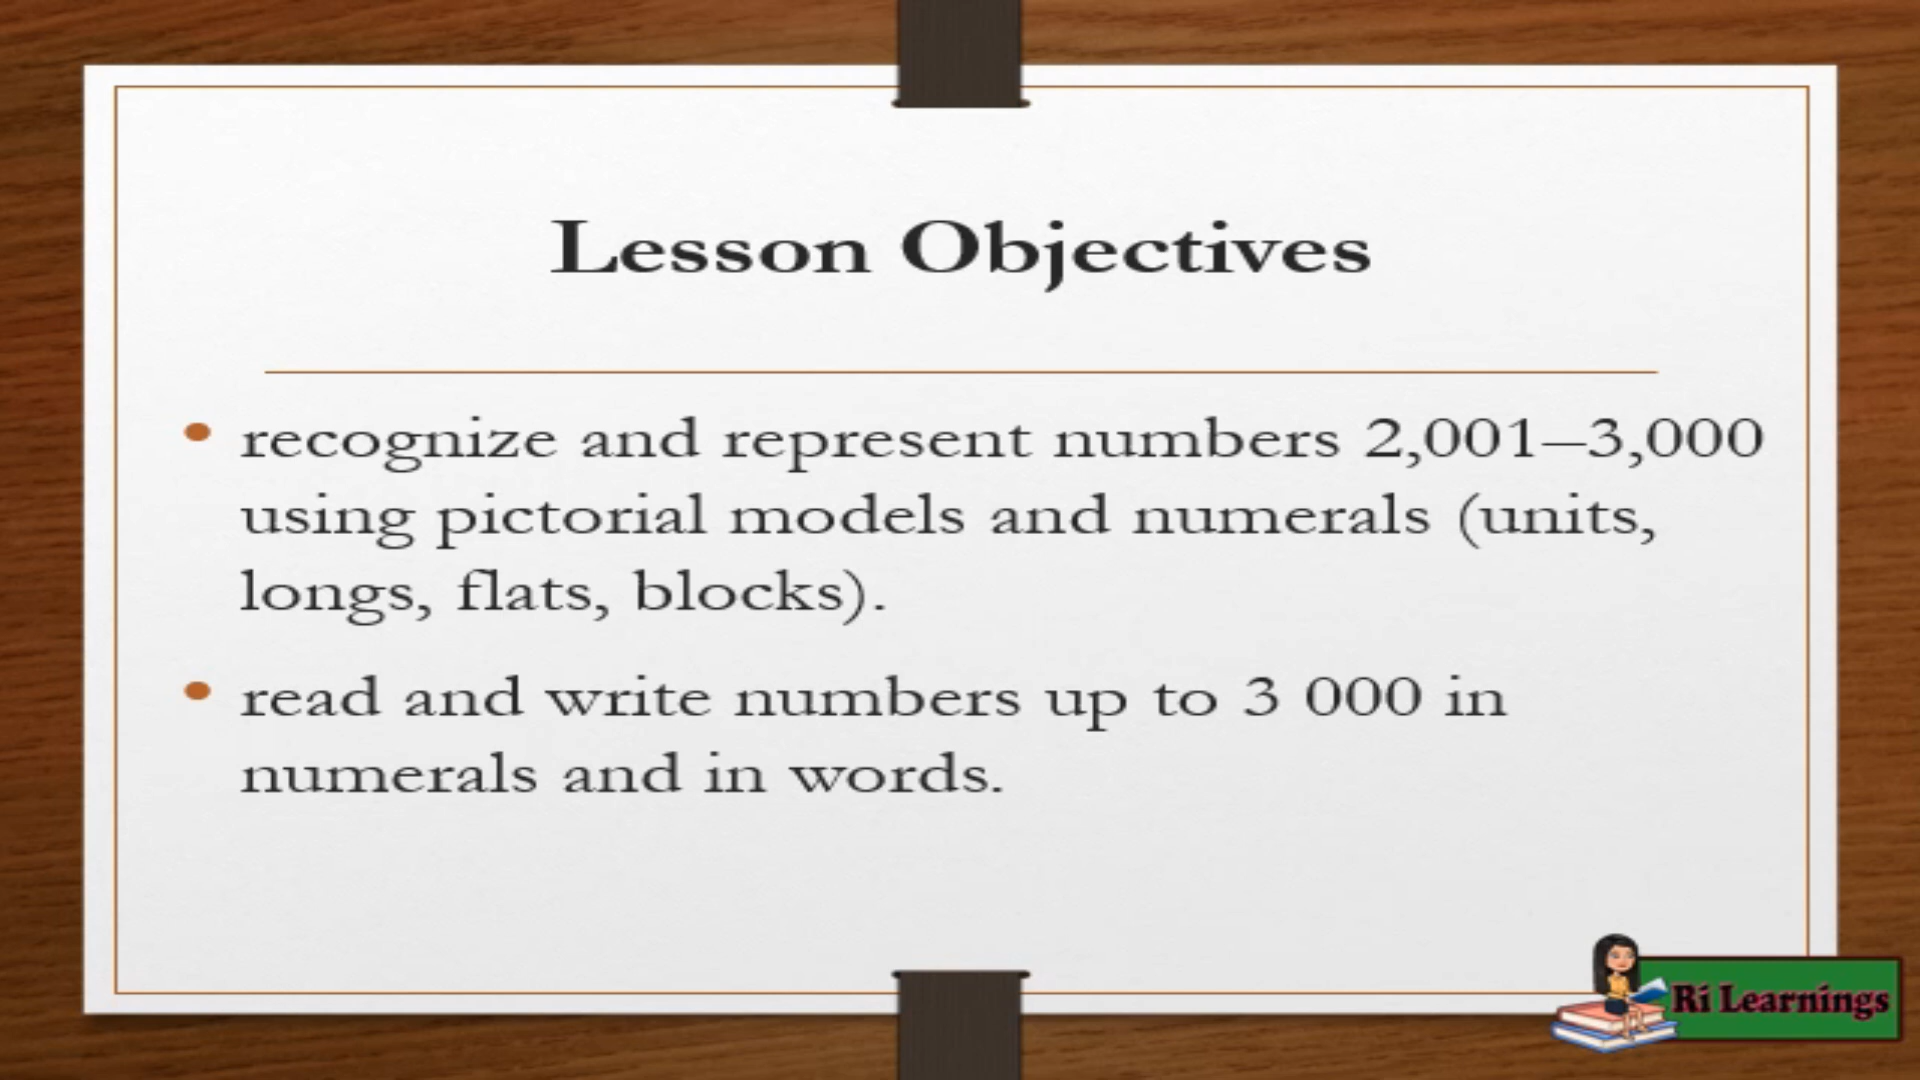 Lesson Objectives
• recognize and represent numbers 2,001–3,000
using pictorial models and numerals (units,
longs, flats, blocks).
• read and write numbers up to 3 000 in
numerals and in words.
Ri Learnings